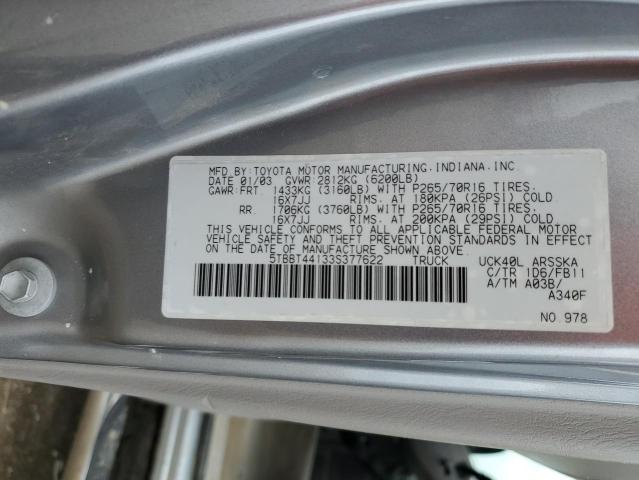 MFD. BY: TOYOTA MOTOR MANUFACTURING, INDIANA, INC.
DATE 01/03 GVWR 2812KG (6200LB)
GAWR: FRT 1433KG (3160LB) WITH P265/70R16 TIRES.
16X7JJ RIMS. AT 180KPA (26PSI) COLD
RR. 1706KG (3760LB) WITH P265/70R16 TIRES.
16X7JJ RIMS. AT 200KPA (29PSI) COLD
THIS VEHICLE CONFORMS TO ALL APPLICABLE FEDERAL MOTOR
VEHICLE SAFETY STANDARDS IN EFFECT ON THE
DATE OF MANUFACTURE SHOWN ABOVE.
5TBBT44133S377622 TRUCK UCK40L ARSSKA
C/TR 1D6/FB11
A/TM A03B/
A340F
NO. 978